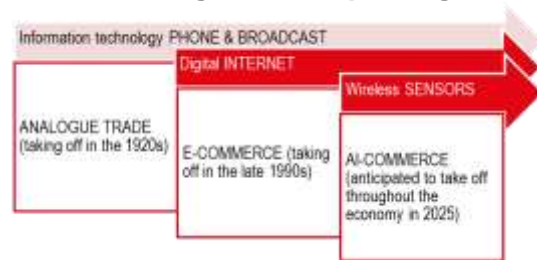 Information technology PHONE & BROADCAST
Digital INTERNET
Wireless SENSORS
ANALOGUE TRADE
(taking off in the 1920s)
E-COMMERCE (taking
off in the late 1990s)
AI-COMMERCE
(anticipated to take off
throughout the
economy in 2025)